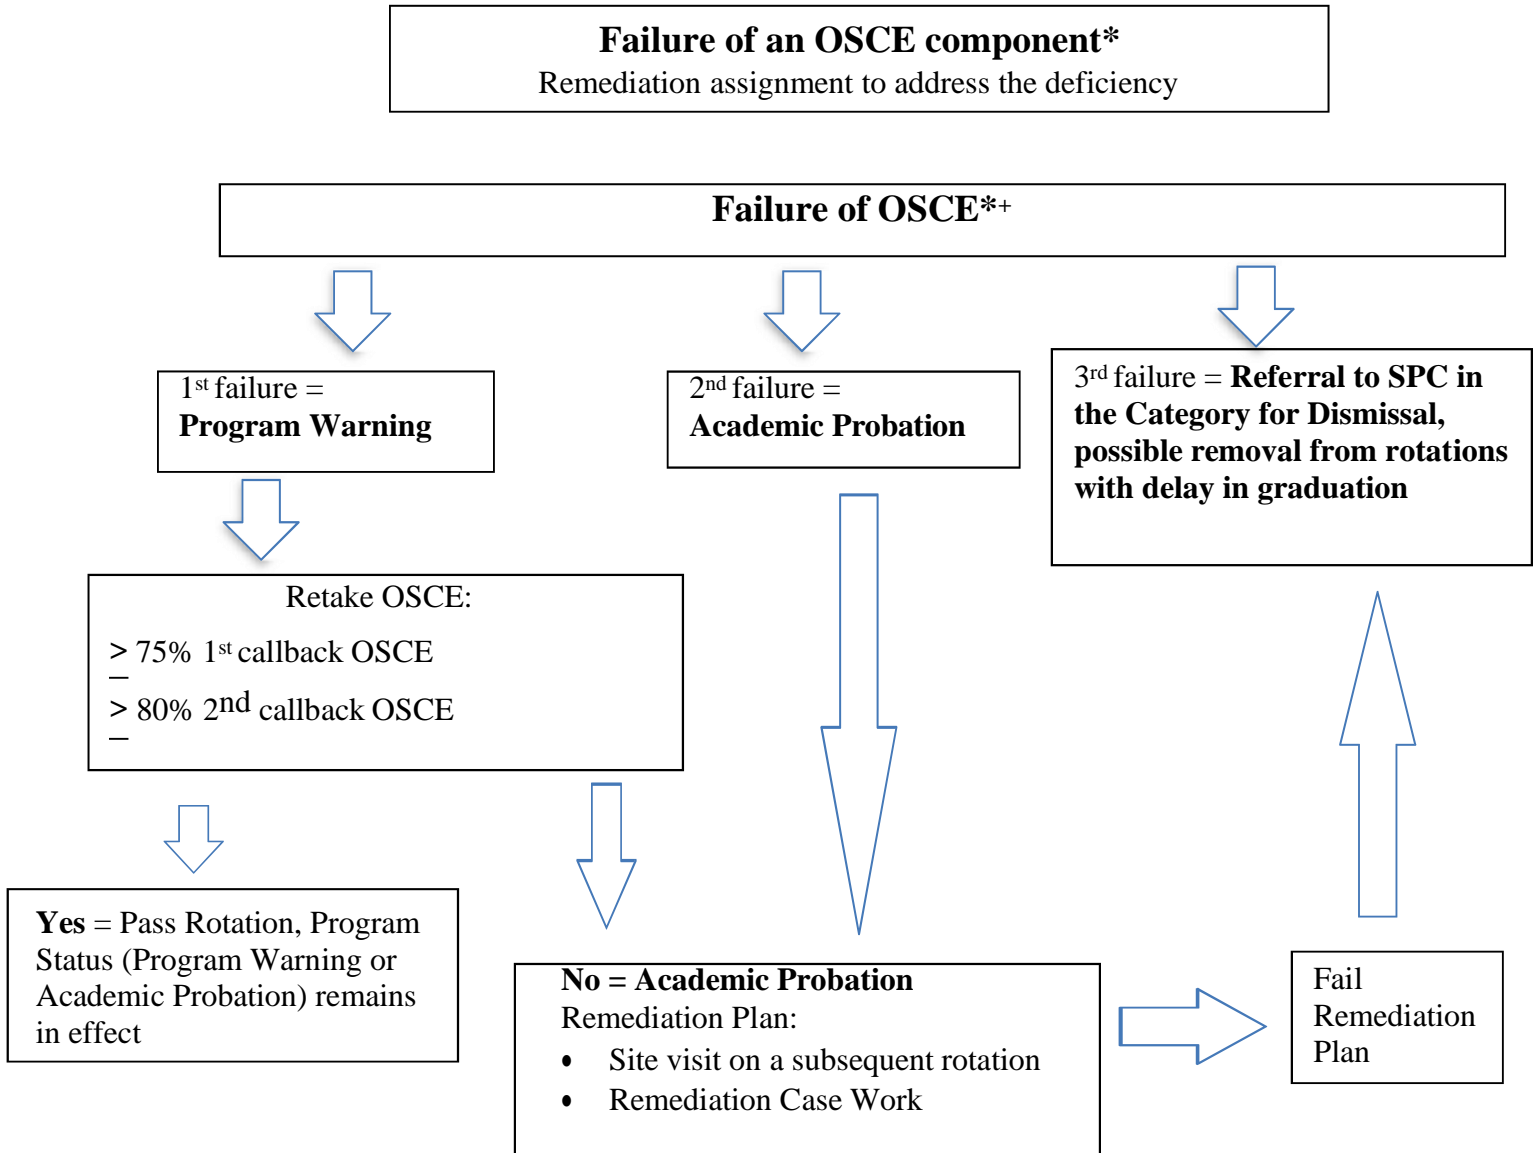 Failure of an OSCE component*
Remediation assignment to address the deficiency
Failure of OSCE*+
1st failure =
Program Warning
2nd failure =
Academic Probation
3rd failure = Referral to SPC in
the Category for Dismissal,
possible removal from rotations
with delay in graduation
Retake OSCE:
≥ 75% 1st callback OSCE
≥ 80% 2nd callback OSCE
Yes = Pass Rotation, Program
Status (Program Warning or
Academic Probation) remains
in effect
No = Academic Probation
Remediation Plan:
• Site visit on a subsequent rotation
• Remediation Case Work
Fail
Remediation
Plan